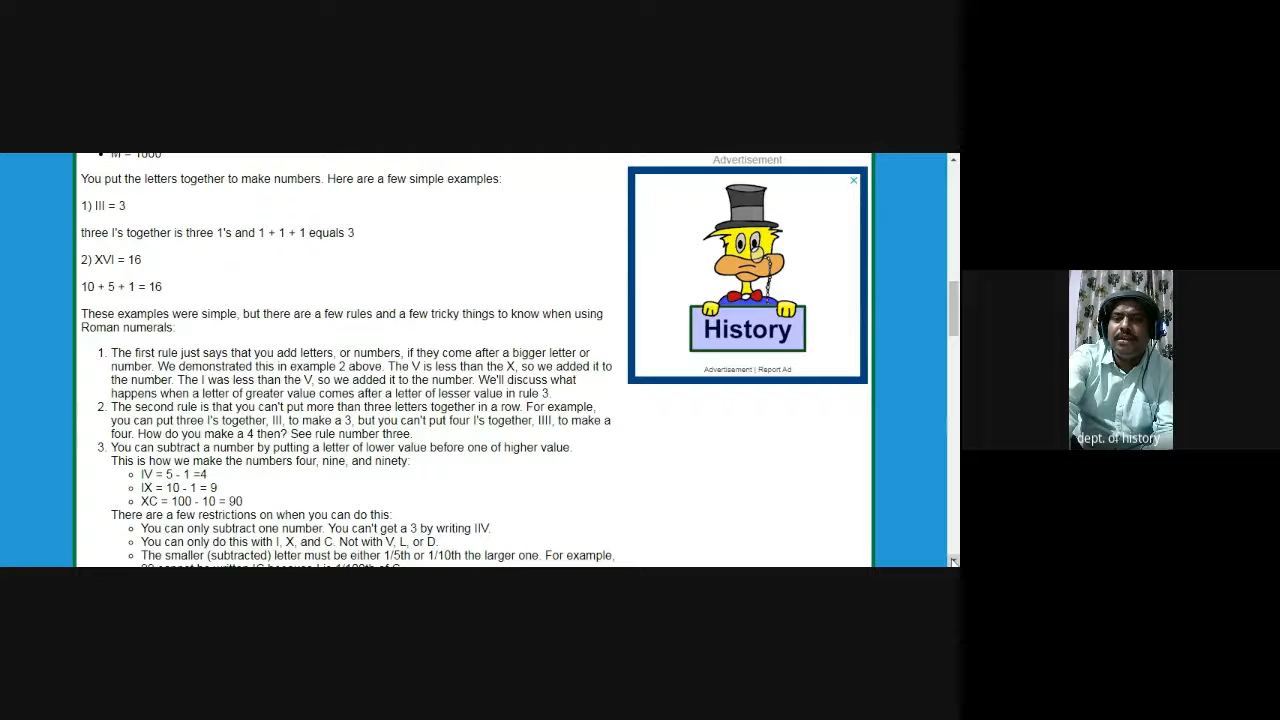 M = 1000
You put the letters together to make numbers. Here are a few simple examples:
1) III = 3
three I's together is three 1's and 1 + 1 + 1 equals 3
2) XVI = 16
10 + 5 + 1 = 16
These examples were simple, but there are a few rules and a few tricky things to know when using
Roman numerals:
1. The first rule just says that you add letters, or numbers, if they come after a bigger letter or
number. We demonstrated this in example 2 above. The V is less than the X, so we added it to
the number. The I was less than the V, so we added it to the number. We'll discuss what
happens when a letter of greater value comes after a letter of lesser value in rule 3.
2. The second rule is that you can't put more than three letters together in a row. For example,
you can put three I's together, III, to make a 3, but you can't put four I's together, IIII, to make a
four. How do you make a 4 then? See rule number three.
3. You can subtract a number by putting a letter of lower value before one of higher value.
This is how we make the numbers four, nine, and ninety:
IV = 5 - 1 =4
IX = 10 - 1 = 9
XC = 100 - 10 = 90
There are a few restrictions on when you can do this:
You can only subtract one number. You can't get a 3 by writing IIV.
You can only do this with I, X, and C. Not with V, L, or D.
The smaller (subtracted) letter must be either 1/5th or 1/10th the larger one. For example,
Advertisement
History
Advertisement | Report Ad
dept. of history